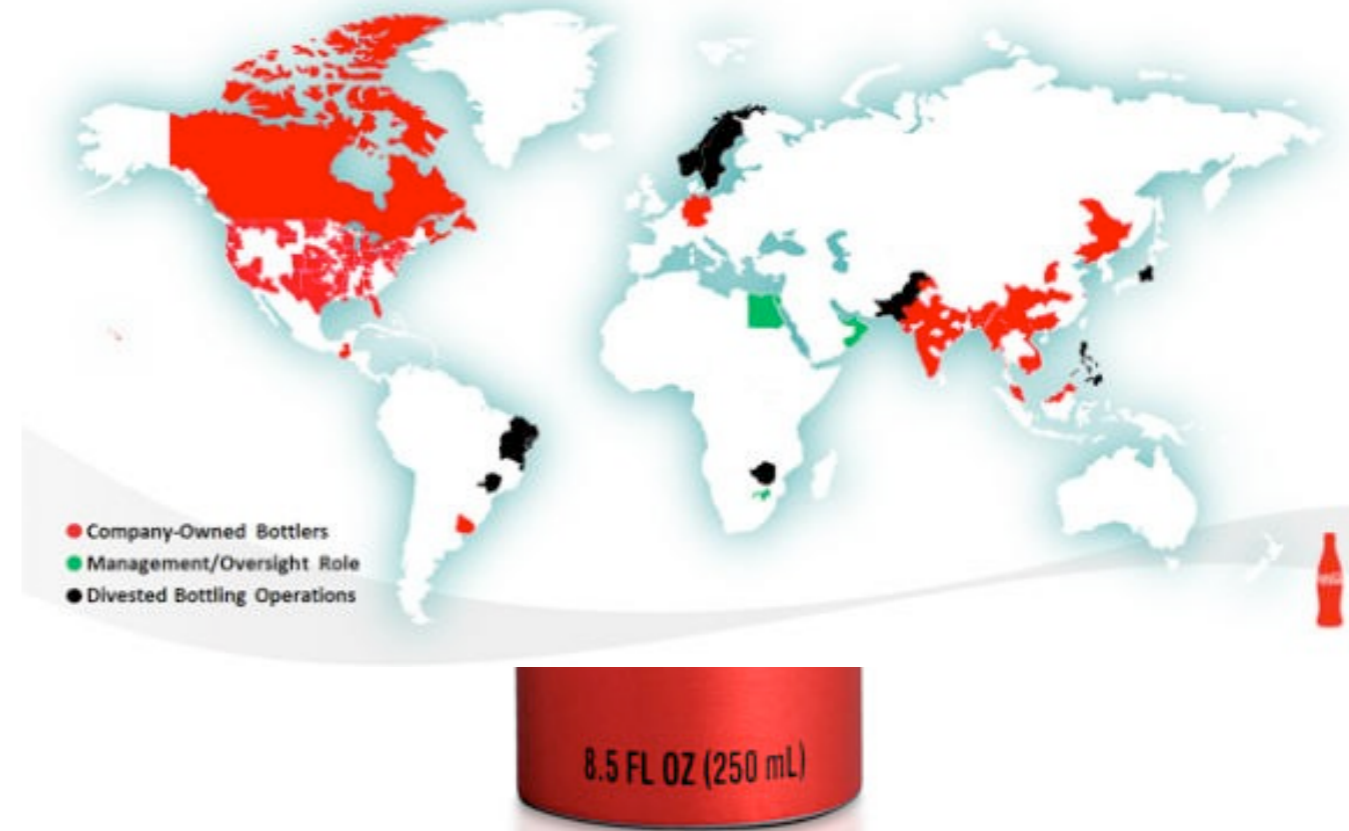 Company-Owned Bottlers
Management/Oversight Role
Divested Bottling Operations
8.5 FL OZ (250 mL)